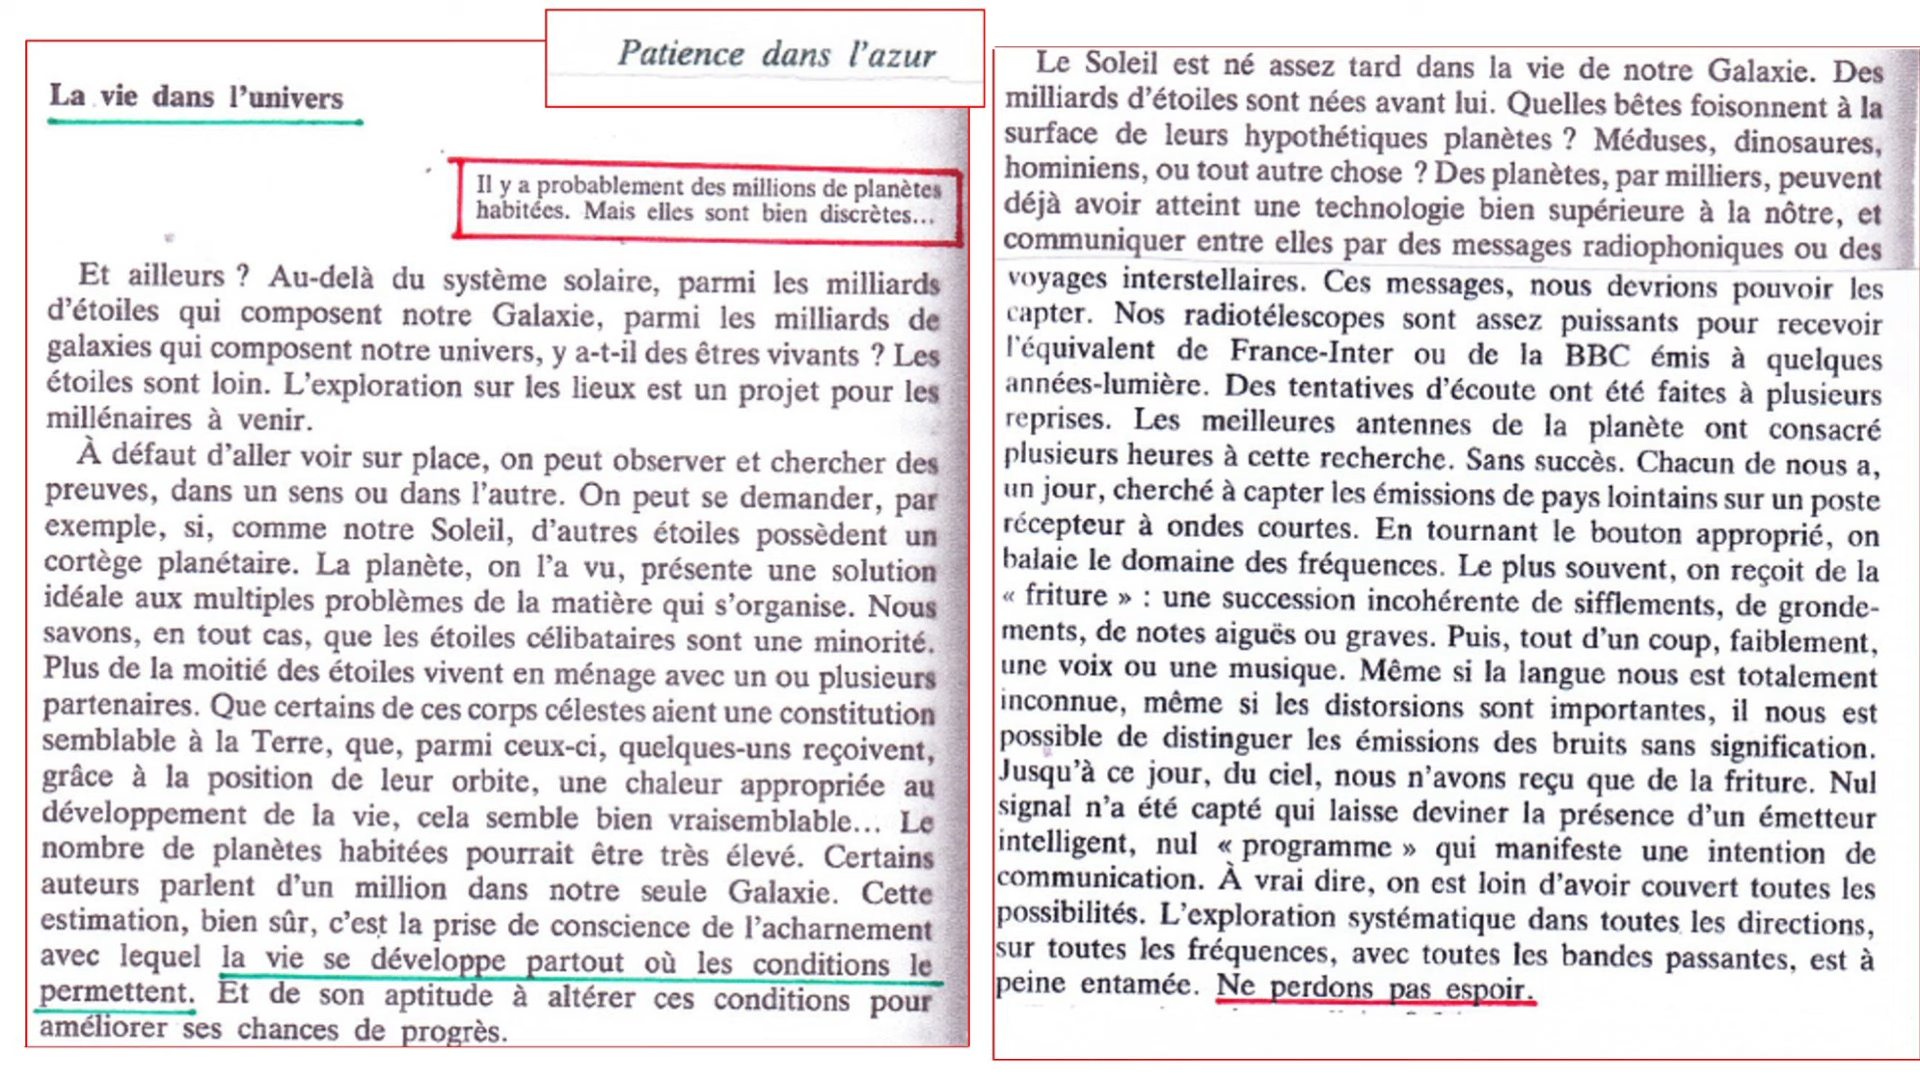 Patience dans l'azur
La vie dans l'univers
Il y a probablement des millions de planètes
habitées. Mais elles sont bien discrètes...
Et ailleurs ? Au-delà du système solaire, parmi les milliards
d'étoiles qui composent notre Galaxie, parmi les milliards de
galaxies qui composent notre univers, y a-t-il des êtres vivants ? Les
étoiles sont loin. L'exploration sur les lieux est un projet pour les
millénaires à venir.
À défaut d'aller voir sur place, on peut observer et chercher des
preuves, dans un sens ou dans l'autre. On peut se demander, par
exemple, si, comme notre Soleil, d'autres étoiles possèdent un
cortège planétaire. La planète, on l'a vu, présente une solution
idéale aux multiples problèmes de la matière qui s'organise. Nous
savons, en tout cas, que les étoiles célibataires sont une minorité.
Plus de la moitié des étoiles vivent en ménage avec un ou plusieurs
partenaires. Que certains de ces corps célestes aient une constitution
semblable à la Terre, que, parmi ceux-ci, quelques-uns reçoivent,
grâce à la position de leur orbite, une chaleur appropriée au
développement de la vie, cela semble bien vraisemblable... Le
nombre de planètes habitées pourrait être très élevé. Certains
auteurs parlent d'un million dans notre seule Galaxie. Cette
estimation, bien sûr, c'est la prise de conscience de l'acharnement
avec lequel la vie se développe partout où les conditions le
permettent. Et de son aptitude à altérer ces conditions pour
améliorer ses chances de progrès.
Le Soleil est né assez tard dans la vie de notre Galaxie. Des
milliards d'étoiles sont nées avant lui. Quelles bêtes foisonnent à la
surface de leurs hypothétiques planètes ? Méduses, dinosaures,
hominiens, ou tout autre chose ? Des planètes, par milliers, peuvent
déjà avoir atteint une technologie bien supérieure à la nôtre, et
communiquer entre elles par des messages radiophoniques ou des
voyages interstellaires. Ces messages, nous devrions pouvoir les
capter. Nos radiotélescopes sont assez puissants pour recevoir
l'équivalent de France-Inter ou de la BBC émis à quelques
années-lumière. Des tentatives d'écoute ont été faites à plusieurs
reprises. Les meilleures antennes de la planète ont consacré
plusieurs heures à cette recherche. Sans succès. Chacun de nous a,
un jour, cherché à capter les émissions de pays lointains sur un poste
récepteur à ondes courtes. En tournant le bouton approprié, on
balaie le domaine des fréquences. Le plus souvent, on reçoit de la
« friture » : une succession incohérente de sifflements, de gronde-
ments, de notes aiguës ou graves. Puis, tout d'un coup, faiblement,
une voix ou une musique. Même si la langue nous est totalement
inconnue, même si les distorsions sont importantes, il nous est
possible de distinguer les émissions des bruits sans signification.
Jusqu'à ce jour, du ciel, nous n'avons reçu que de la friture. Nul
signal n'a été capté qui laisse deviner la présence d'un émetteur
intelligent, nul « programme » qui manifeste une intention de
communication. À vrai dire, on est loin d'avoir couvert toutes les
possibilités. L'exploration systématique dans toutes les directions,
sur toutes les fréquences, avec toutes les bandes passantes, est à
peine entamée. Ne perdons pas espoir.